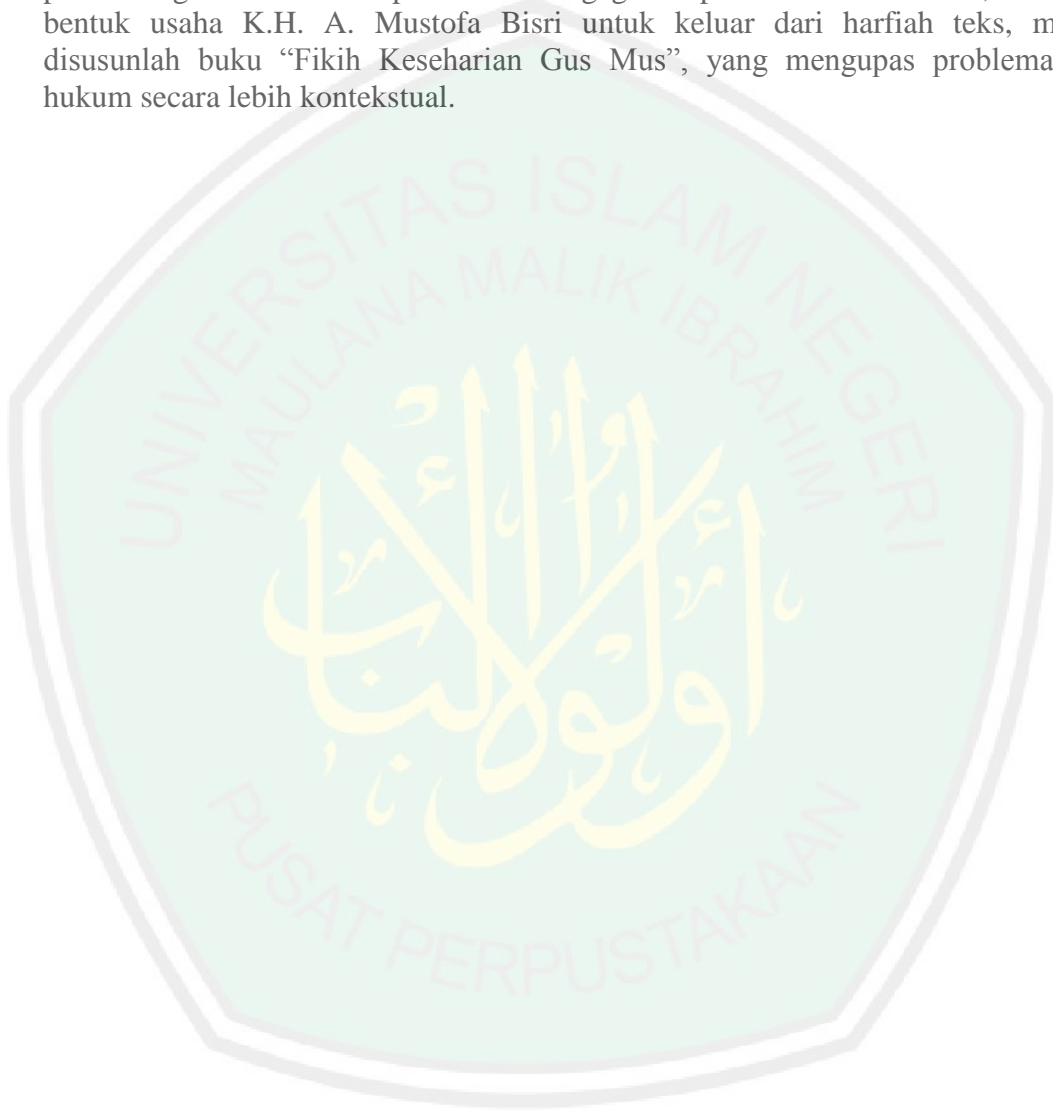 bentuk usaha K.H. A. Mustofa Bisri untuk keluar dari harfiah teks, m
disusunlah buku “Fikih Keseharian Gus Mus”, yang mengupas problema
hukum secara lebih kontekstual.
UNIVERSITAS ISLAM NEGERI
MAULANA MALIK IBRAHIM
أولوا الألباب
PUSAT PERPUSTAKAAN